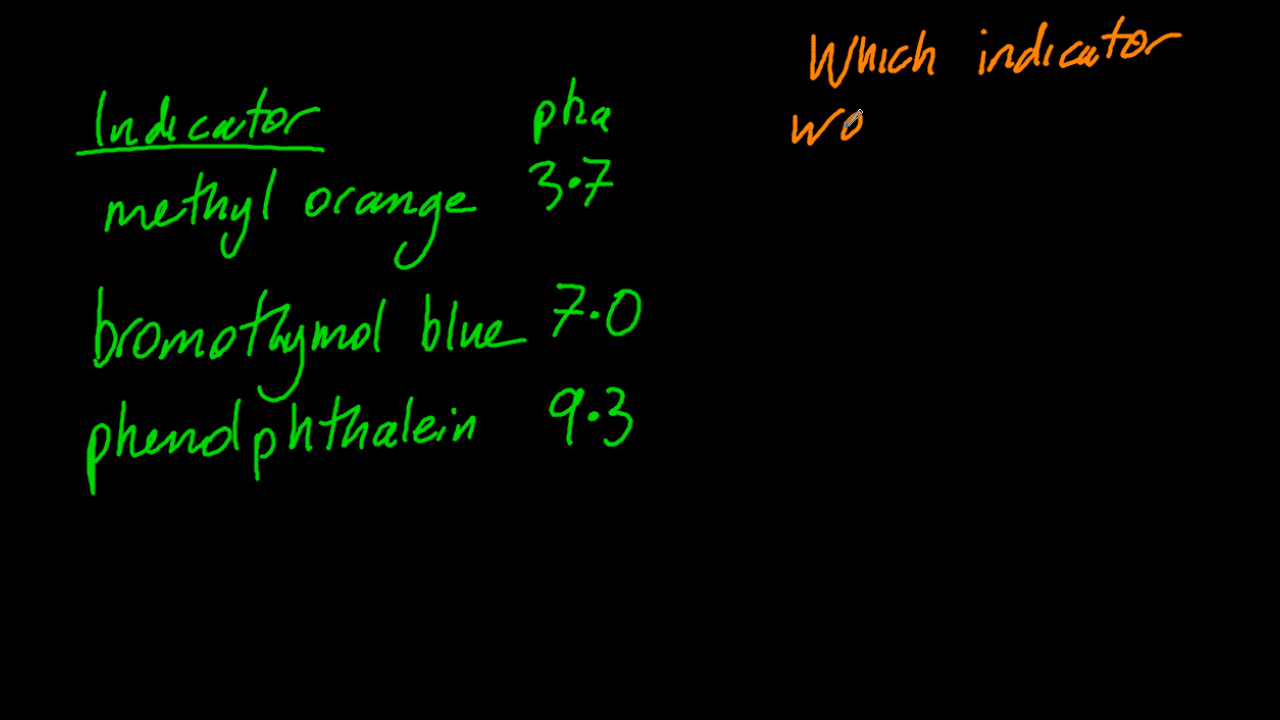 Indicator pka
methyl orange 3.7
bromothymol blue 7.0
phenolphthalein 9.3
Which indicator
wo